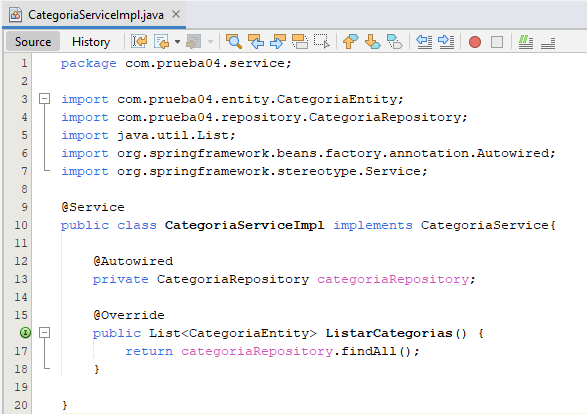 CategoriaServiceImpl.java
Source History
1 package com.prueba04.service;
2
3 import com.prueba04.entity.CategoriaEntity;
4 import com.prueba04.repository.CategoriaRepository;
5 import java.util.List;
6 import org.springframework.beans.factory.annotation.Autowired;
7 import org.springframework.stereotype.Service;
8
9 @Service
10 public class CategoriaServiceImpl implements CategoriaService{
11
12 @Autowired
13 private CategoriaRepository categoriaRepository;
14
15 @Override
public List<CategoriaEntity> ListarCategorias() {
17 return categoriaRepository.findAll();
18 }
19
20 }